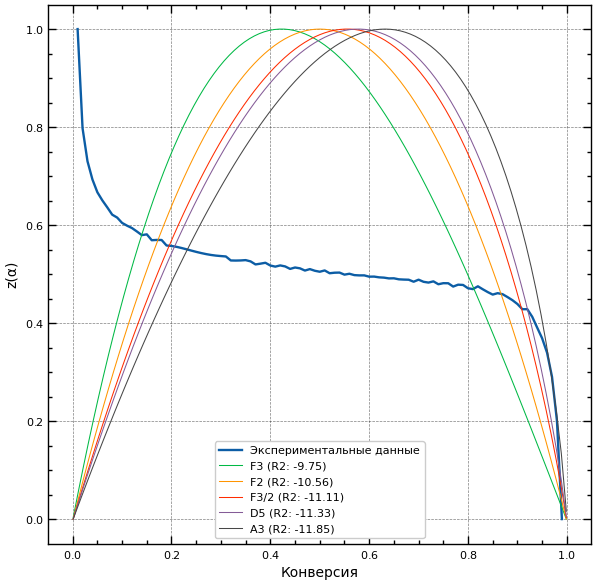 1.0
0.8
0.6
0.4
0.2
0.0
z(α)
0.0 0.2 0.4 0.6 0.8 1.0
Конверсия
Экспериментальные данные
F3 (R2: -9.75)
F2 (R2: -10.56)
F3/2 (R2: -11.11)
D5 (R2: -11.33)
A3 (R2: -11.85)